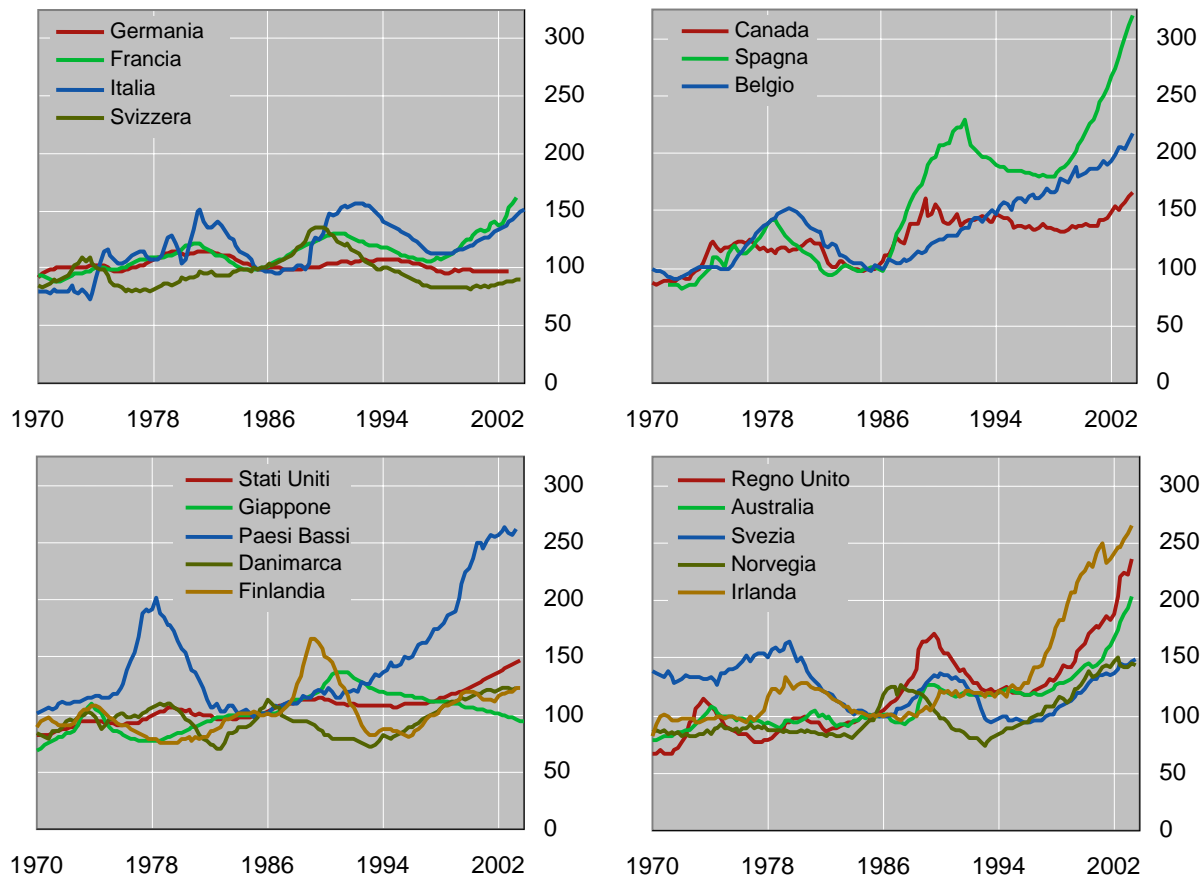 Germania
Francia
Italia
Svizzera
300
250
200
150
100
50
0
1970 1978 1986 1994 2002
Canada
Spagna
Belgio
300
250
200
150
100
50
0
1970 1978 1986 1994 2002
Stati Uniti
Giappone
Paesi Bassi
Danimarca
Finlandia
300
250
200
150
100
50
0
1970 1978 1986 1994 2002
Regno Unito
Australia
Svezia
Norvegia
Irlanda
300
250
200
150
100
50
0
1970 1978 1986 1994 2002